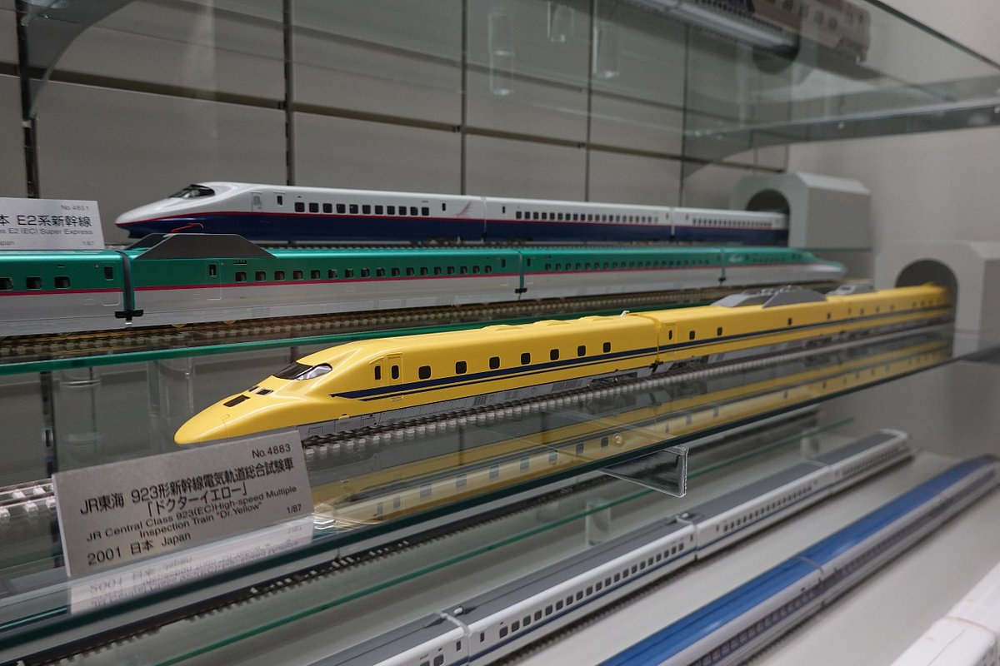 No.4851
本 E2系新幹線
es E2 (EC) Super Express
apan 1/87
No.4883
JR東海 923形新幹線電気軌道総合試験車
「ドクターイエロー」
JR Central Class 923(EC)High-speed Multiple
Inspection Train "Dr.Yellow"
2001 日本 Japan 1/87